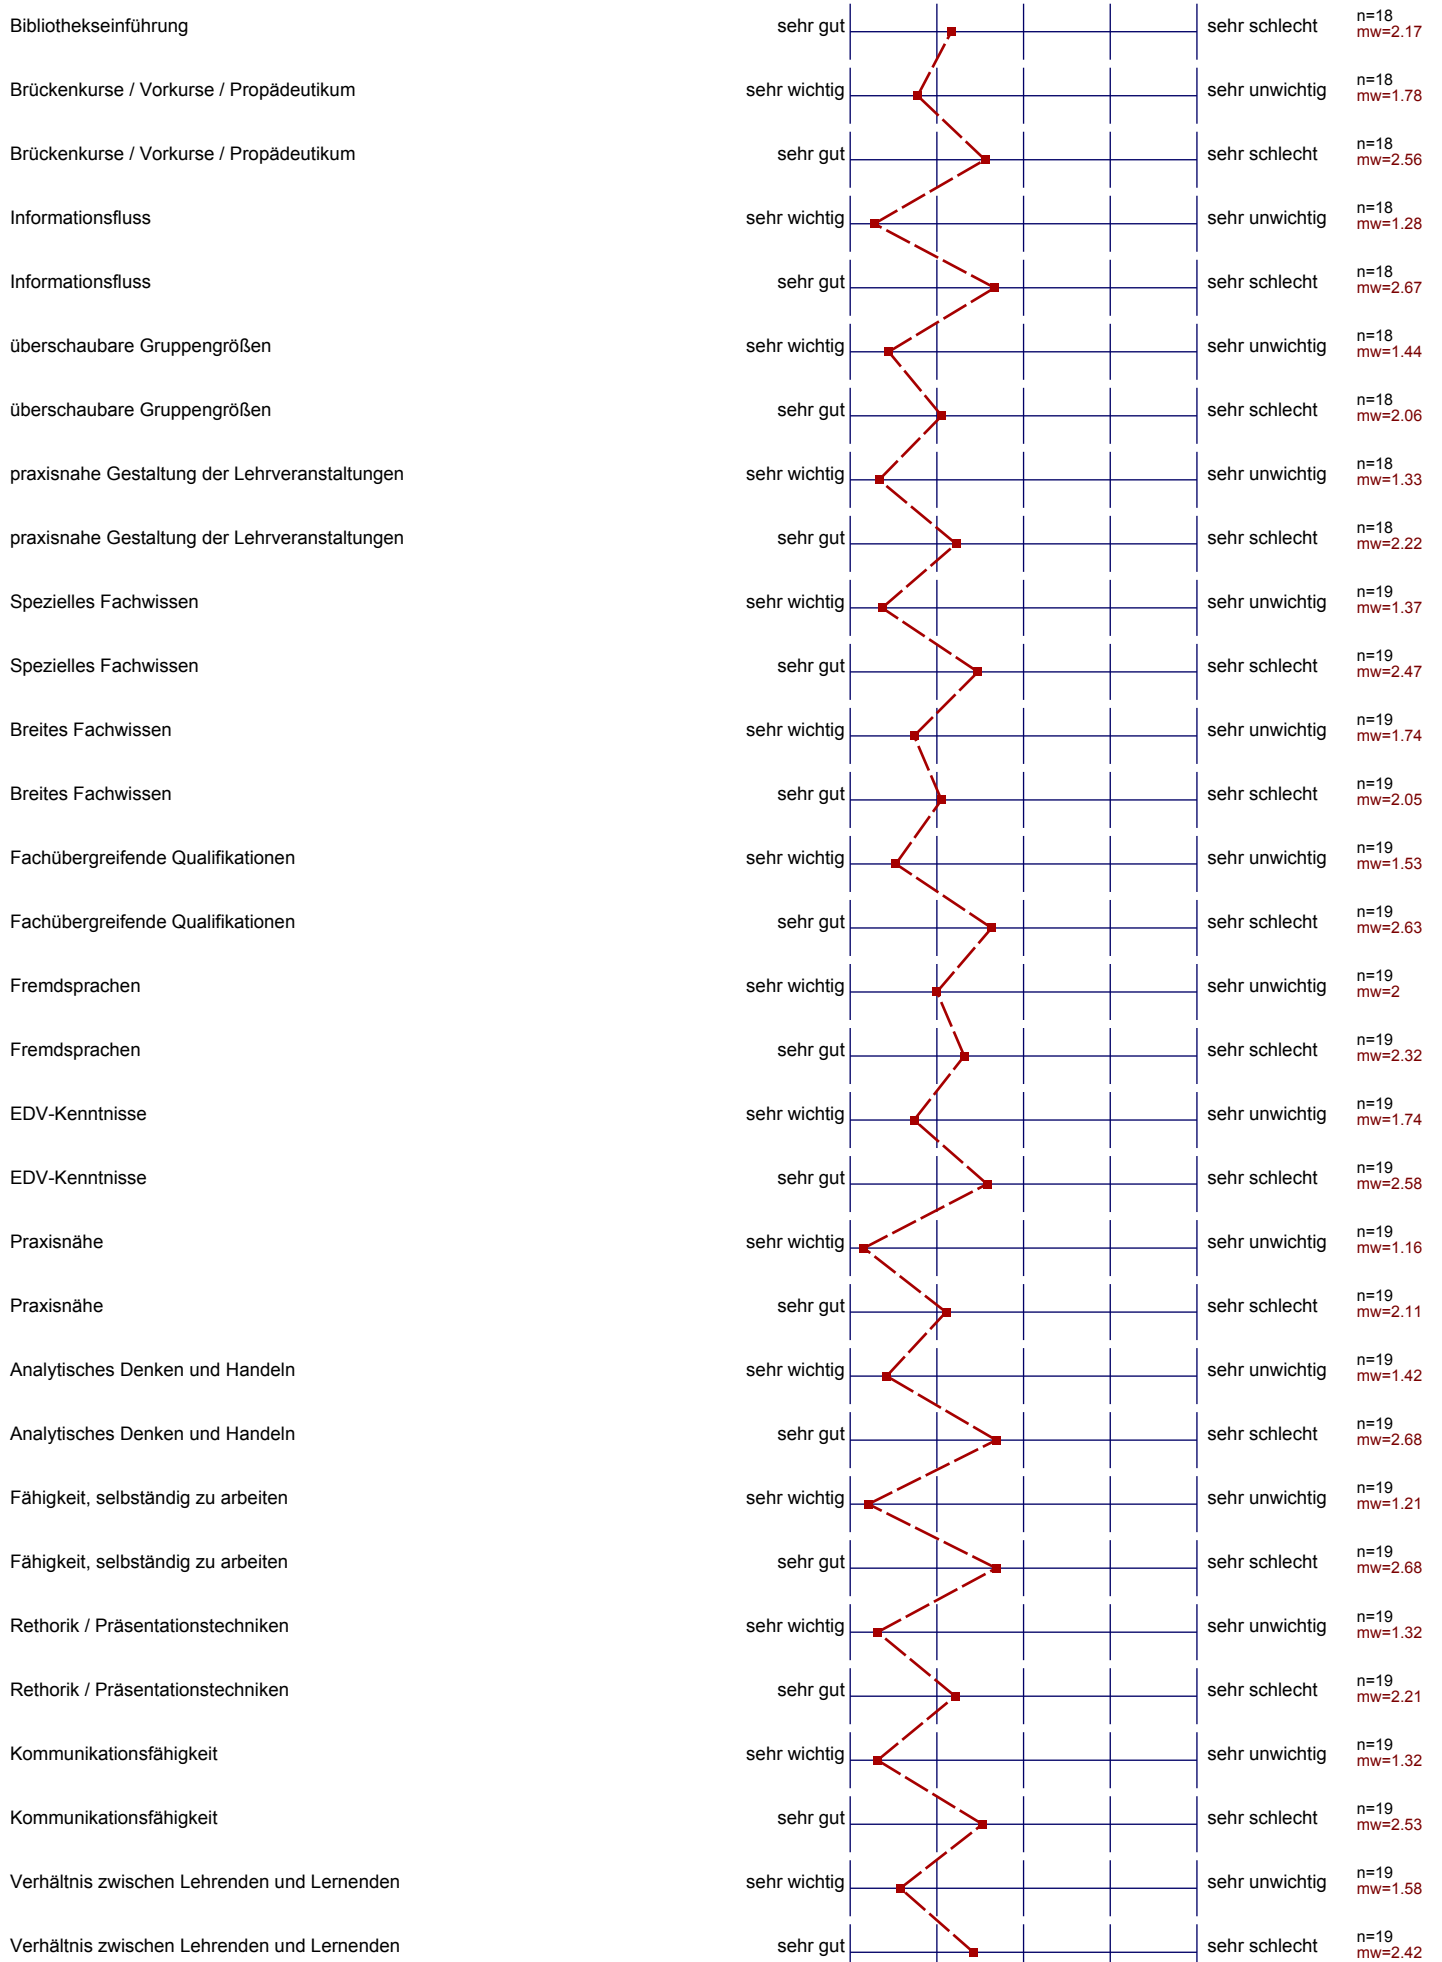 Bibliothekseinführung sehr gut sehr schlecht n=18
mw=2.17
Brückenkurse / Vorkurse / Propädeutikum sehr wichtig sehr unwichtig n=18
mw=1.78
Brückenkurse / Vorkurse / Propädeutikum sehr gut sehr schlecht n=18
mw=2.56
Informationsfluss sehr wichtig sehr unwichtig n=18
mw=1.28
Informationsfluss sehr gut sehr schlecht n=18
mw=2.67
überschaubare Gruppengrößen sehr wichtig sehr unwichtig n=18
mw=1.44
überschaubare Gruppengrößen sehr gut sehr schlecht n=18
mw=2.06
praxisnahe Gestaltung der Lehrveranstaltungen sehr wichtig sehr unwichtig n=18
mw=1.33
praxisnahe Gestaltung der Lehrveranstaltungen sehr gut sehr schlecht n=18
mw=2.22
Spezielles Fachwissen sehr wichtig sehr unwichtig n=19
mw=1.37
Spezielles Fachwissen sehr gut sehr schlecht n=19
mw=2.47
Breites Fachwissen sehr wichtig sehr unwichtig n=19
mw=1.74
Breites Fachwissen sehr gut sehr schlecht n=19
mw=2.05
Fachübergreifende Qualifikationen sehr wichtig sehr unwichtig n=19
mw=1.53
Fachübergreifende Qualifikationen sehr gut sehr schlecht n=19
mw=2.63
Fremdsprachen sehr wichtig sehr unwichtig n=19
mw=2
Fremdsprachen sehr gut sehr schlecht n=19
mw=2.32
EDV-Kenntnisse sehr wichtig sehr unwichtig n=19
mw=1.74
EDV-Kenntnisse sehr gut sehr schlecht n=19
mw=2.58
Praxisnähe sehr wichtig sehr unwichtig n=19
mw=1.16
Praxisnähe sehr gut sehr schlecht n=19
mw=2.11
Analytisches Denken und Handeln sehr wichtig sehr unwichtig n=19
mw=1.42
Analytisches Denken und Handeln sehr gut sehr schlecht n=19
mw=2.68
Fähigkeit, selbständig zu arbeiten sehr wichtig sehr unwichtig n=19
mw=1.21
Fähigkeit, selbständig zu arbeiten sehr gut sehr schlecht n=19
mw=2.68
Rethorik / Präsentationstechniken sehr wichtig sehr unwichtig n=19
mw=1.32
Rethorik / Präsentationstechniken sehr gut sehr schlecht n=19
mw=2.21
Kommunikationsfähigkeit sehr wichtig sehr unwichtig n=19
mw=1.32
Kommunikationsfähigkeit sehr gut sehr schlecht n=19
mw=2.53
Verhältnis zwischen Lehrenden und Lernenden sehr wichtig sehr unwichtig n=19
mw=1.58
Verhältnis zwischen Lehrenden und Lernenden sehr gut sehr schlecht n=19
mw=2.42